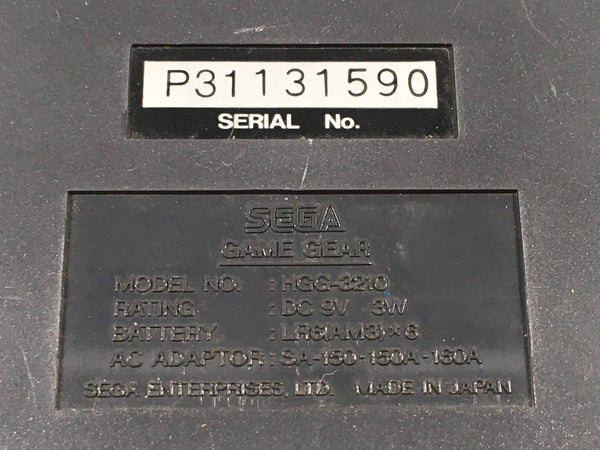 P31131590
SERIAL No.
SEGA
GAME GEAR
MODEL NO. : HGG-3210
RATING : DC 9V 3W
BATTERY : LR6(AM3)×6
AC ADAPTOR : SA-150·150A·160A
SEGA ENTERPRISES, LTD. MADE IN JAPAN